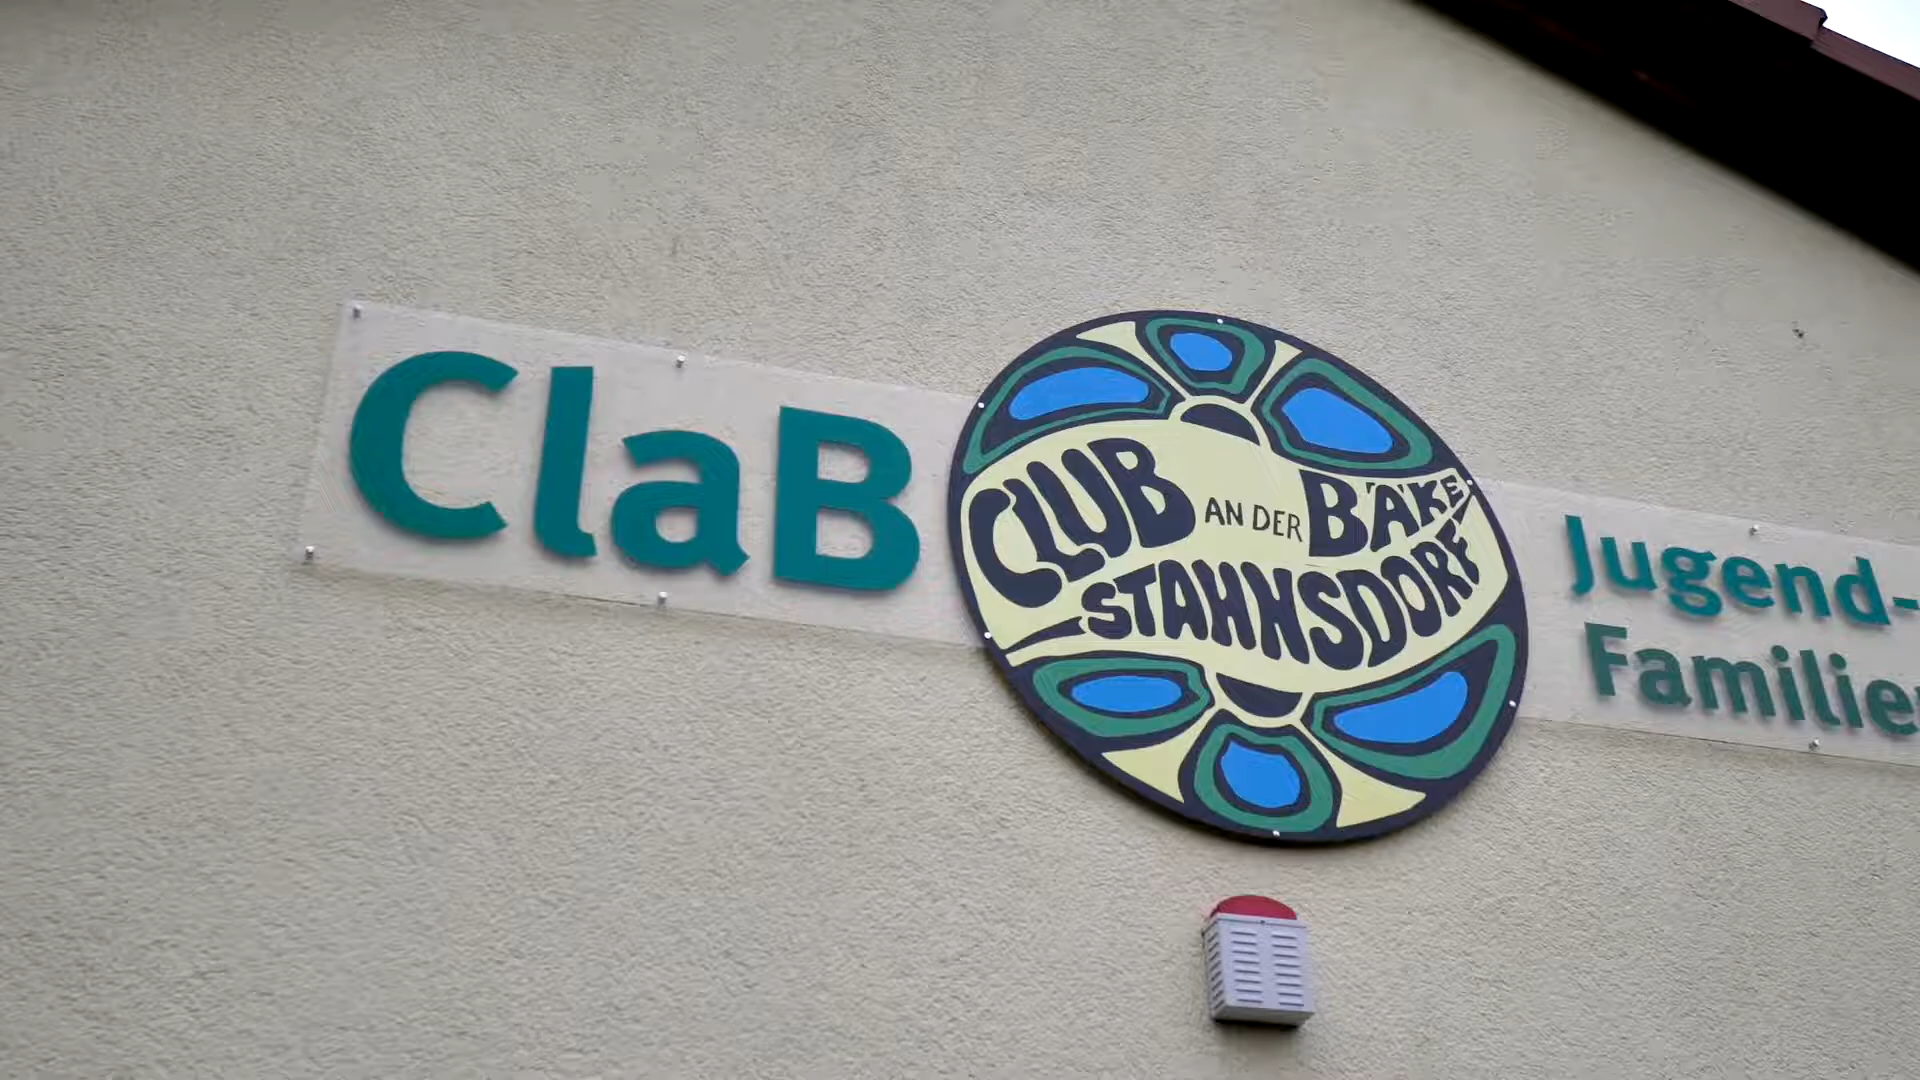 ClaB
CLUB AN DER BÄKE
STAHNSDORF
Jugend-
Familie